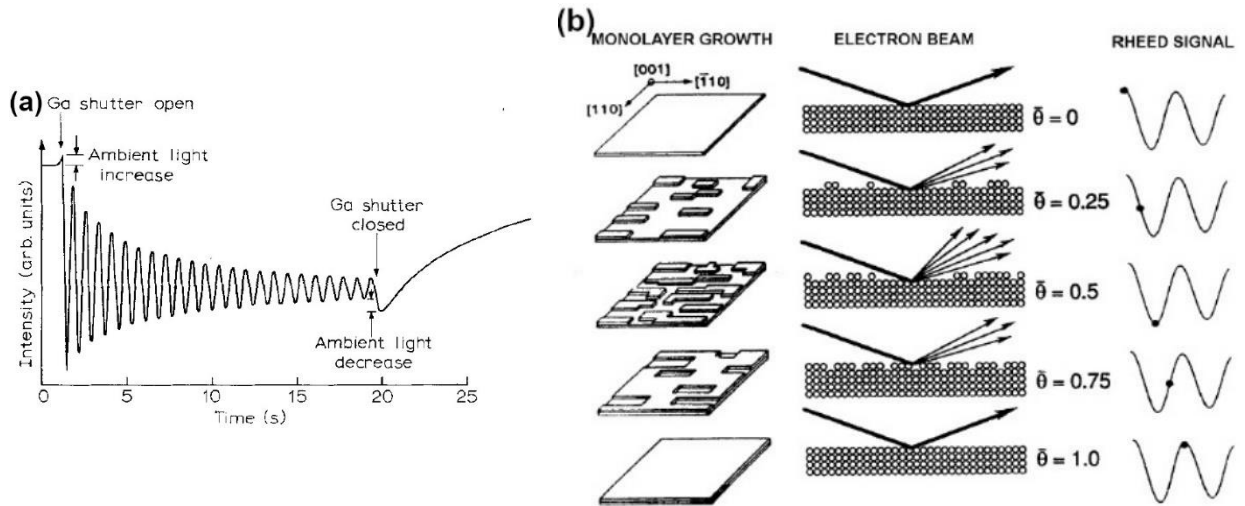 (a)
Ga shutter open
Ambient light
increase
Ga shutter
closed
Ambient light
decrease
Intensity (arb. units)
0
5
10
15
20
25
Time (s)
(b)
MONOLAYER GROWTH
ELECTRON BEAM
RHEED SIGNAL
[001]
[1̄10]
[110]
θ̄ = 0
θ̄ = 0.25
θ̄ = 0.5
θ̄ = 0.75
θ̄ = 1.0